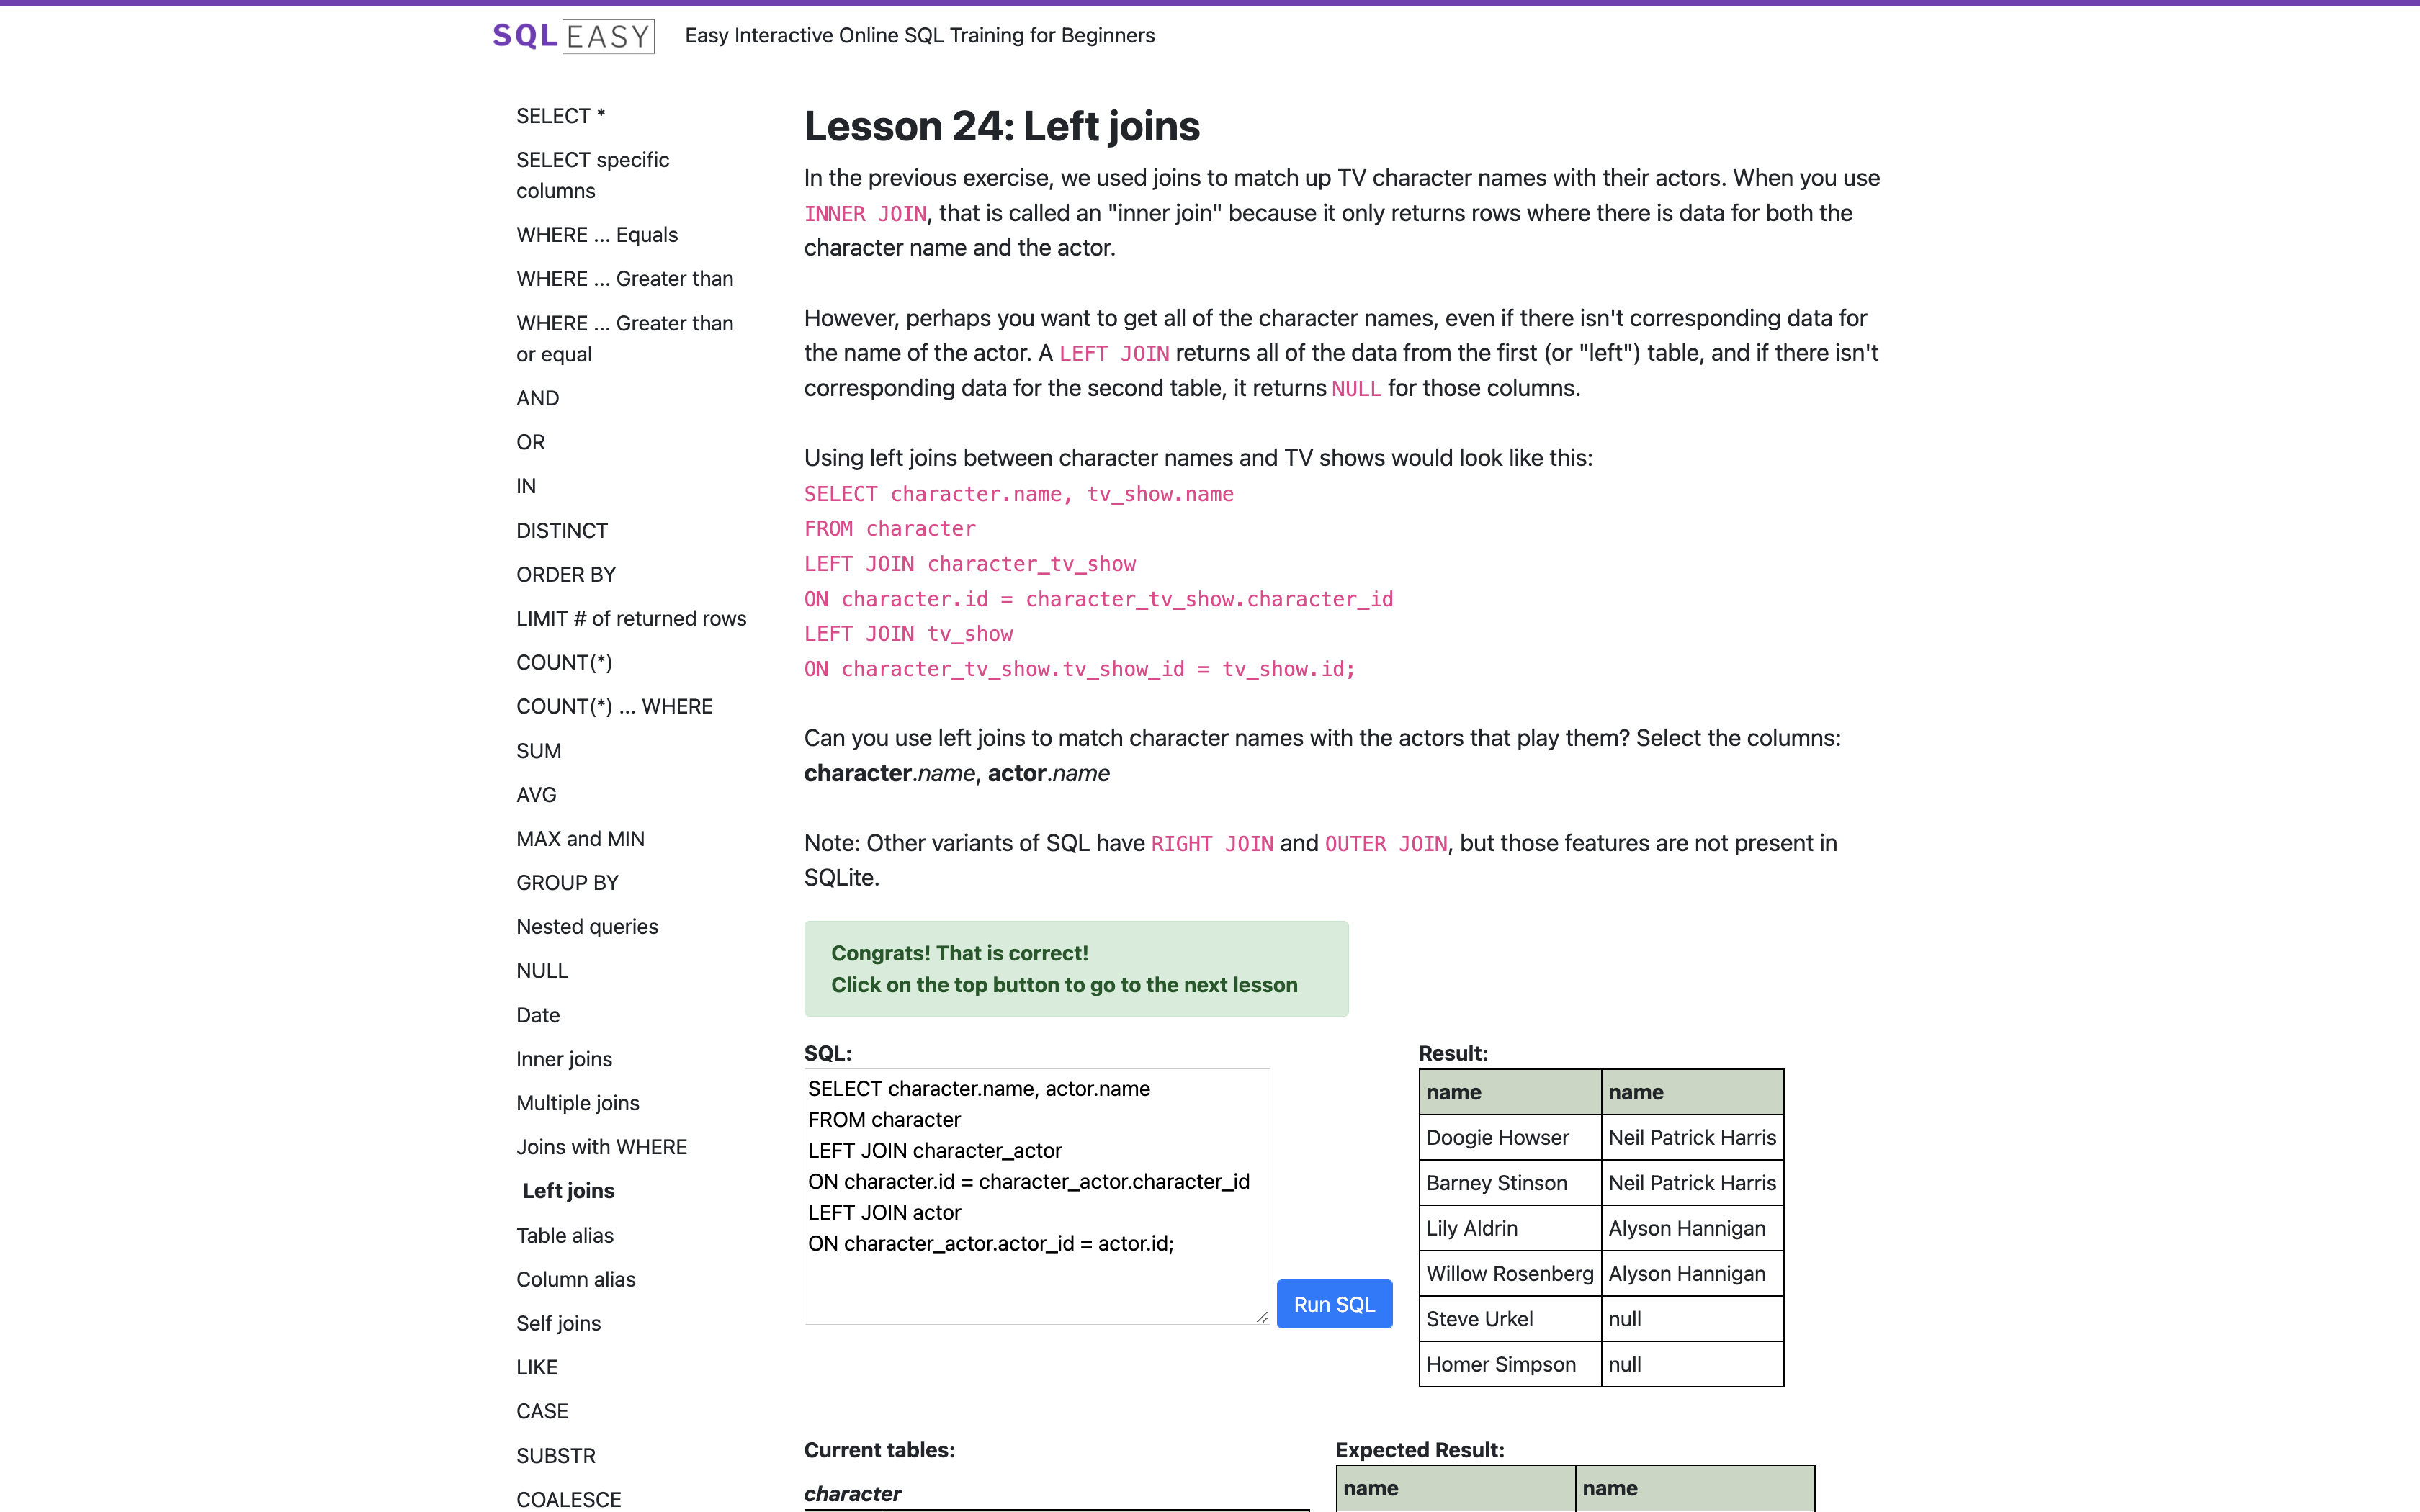 SQL EASY Easy Interactive Online SQL Training for Beginners
SELECT *
SELECT specific
columns
WHERE ... Equals
WHERE ... Greater than
WHERE ... Greater than
or equal
AND
OR
IN
DISTINCT
ORDER BY
LIMIT # of returned rows
COUNT(*)
COUNT(*) ... WHERE
SUM
AVG
MAX and MIN
GROUP BY
Nested queries
NULL
Date
Inner joins
Multiple joins
Joins with WHERE
Left joins
Table alias
Column alias
Self joins
LIKE
CASE
SUBSTR
COALESCE
Lesson 24: Left joins
In the previous exercise, we used joins to match up TV character names with their actors. When you use
INNER JOIN, that is called an "inner join" because it only returns rows where there is data for both the
character name and the actor.
However, perhaps you want to get all of the character names, even if there isn't corresponding data for
the name of the actor. A LEFT JOIN returns all of the data from the first (or "left") table, and if there isn't
corresponding data for the second table, it returns NULL for those columns.
Using left joins between character names and TV shows would look like this:
SELECT character.name, tv_show.name
FROM character
LEFT JOIN character_tv_show
ON character.id = character_tv_show.character_id
LEFT JOIN tv_show
ON character_tv_show.tv_show_id = tv_show.id;
Can you use left joins to match character names with the actors that play them? Select the columns:
character.name, actor.name
Note: Other variants of SQL have RIGHT JOIN and OUTER JOIN, but those features are not present in
SQLite.
Congrats! That is correct!
Click on the top button to go to the next lesson
SQL:
SELECT character.name, actor.name
FROM character
LEFT JOIN character_actor
ON character.id = character_actor.character_id
LEFT JOIN actor
ON character_actor.actor_id = actor.id;
Run SQL
Result:
name name
Doogie Howser Neil Patrick Harris
Barney Stinson Neil Patrick Harris
Lily Aldrin Alyson Hannigan
Willow Rosenberg Alyson Hannigan
Steve Urkel null
Homer Simpson null
Current tables:
character
Expected Result:
name name